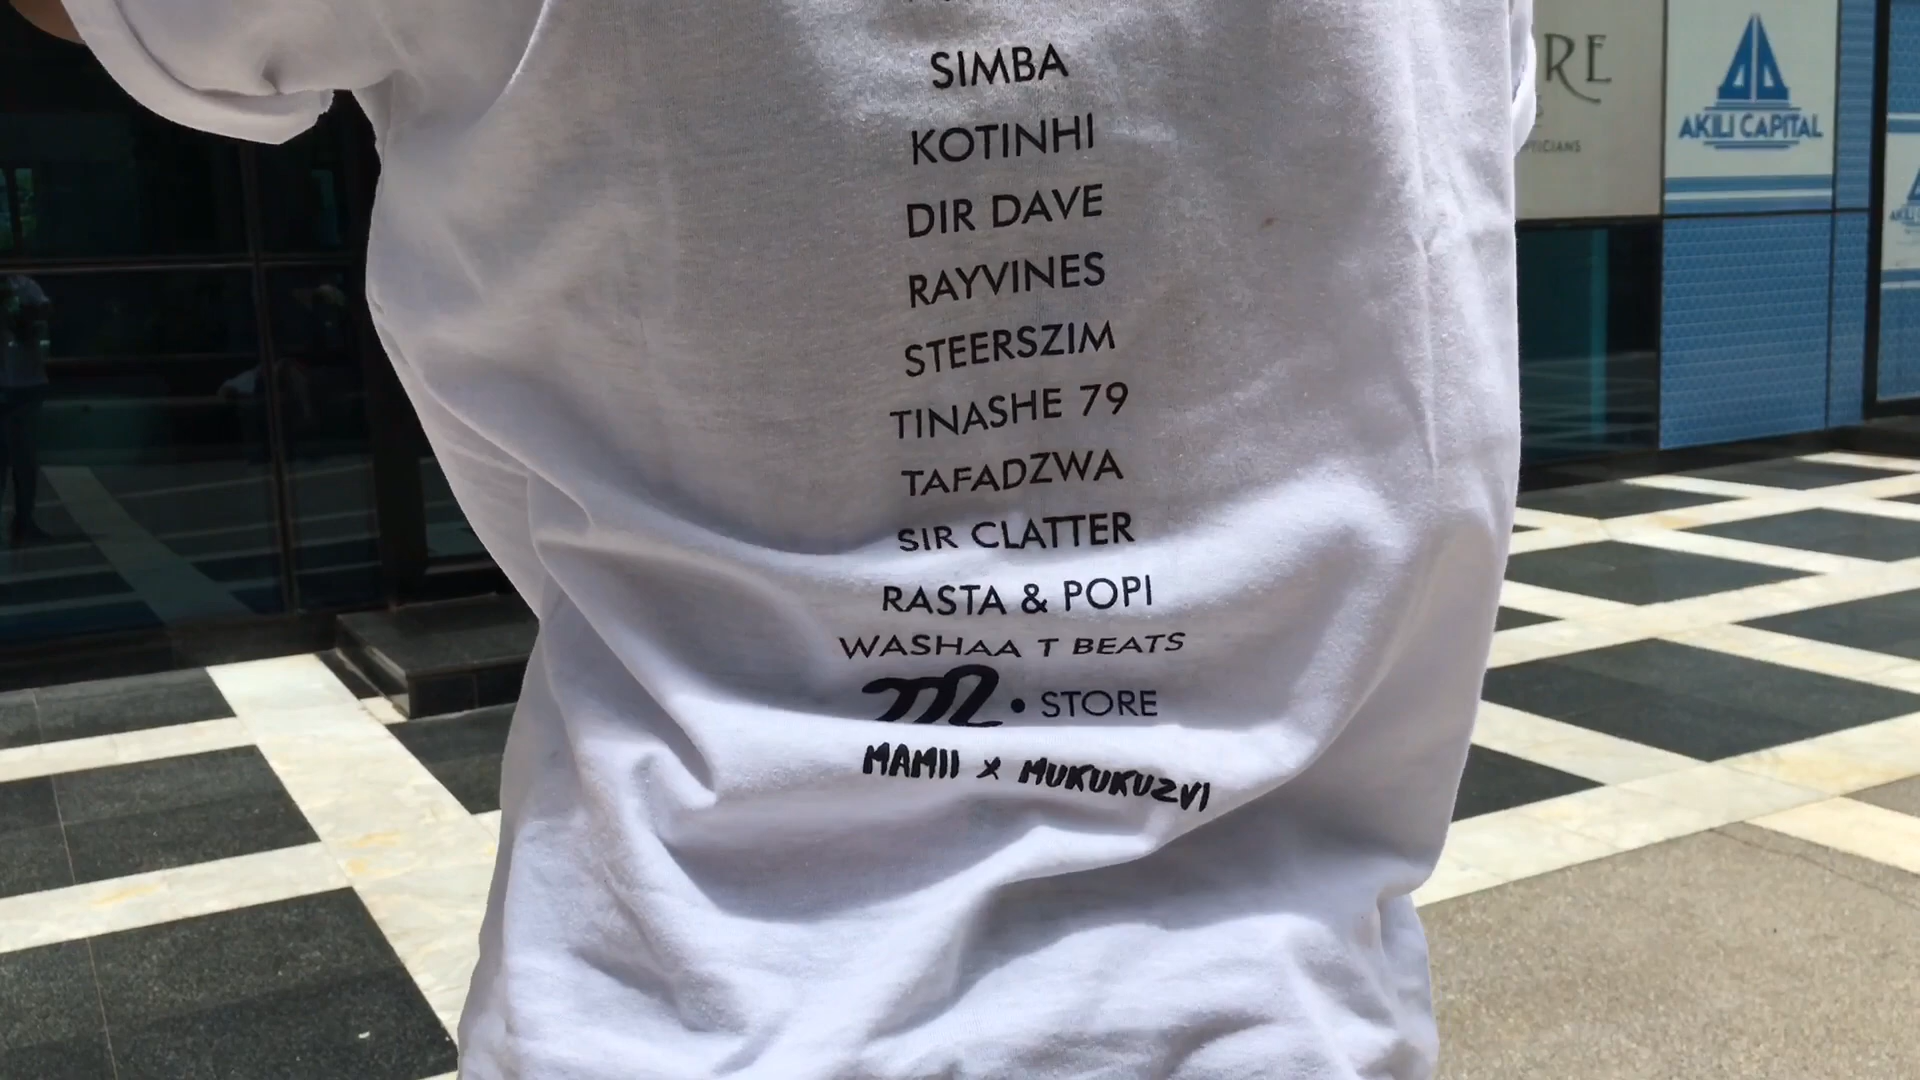 SIMBA
KOTINHI
DIR DAVE
RAYVINES
STEERSZIM
TINASHE 79
TAFADZWA
SIR CLATTER
RASTA & POPI
WASHAA T BEATS
m • STORE
MAMII x MUKUKUZVI
RE
AKILI CAPITAL